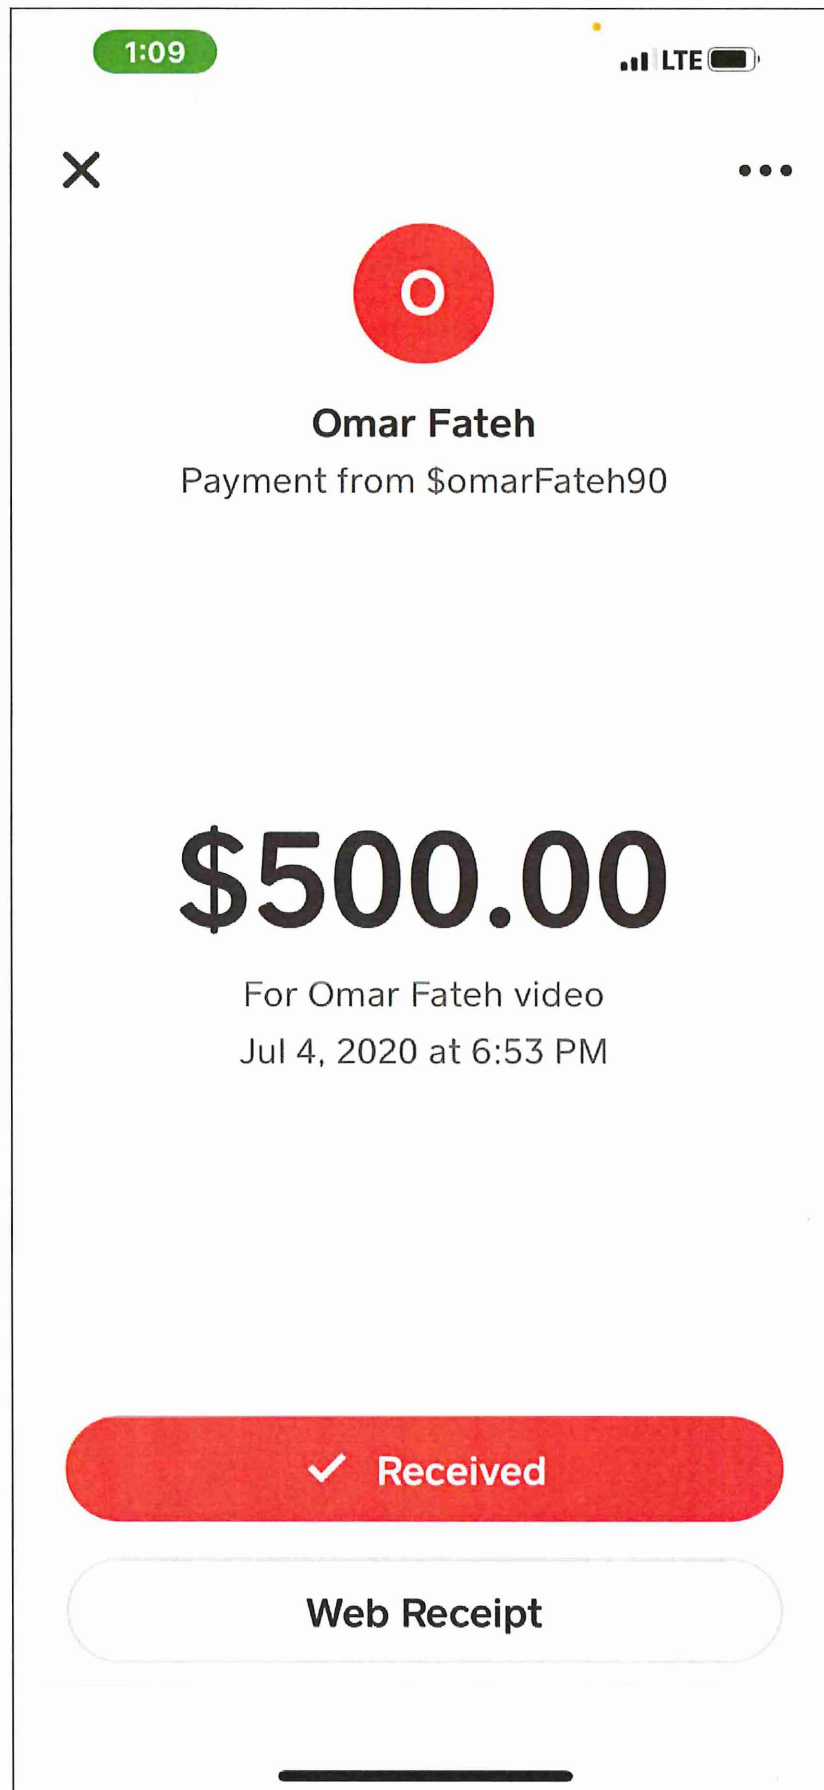 1:09
LTE
O
Omar Fateh
Payment from $omarFateh90
$500.00
For Omar Fateh video
Jul 4, 2020 at 6:53 PM
Received
Web Receipt